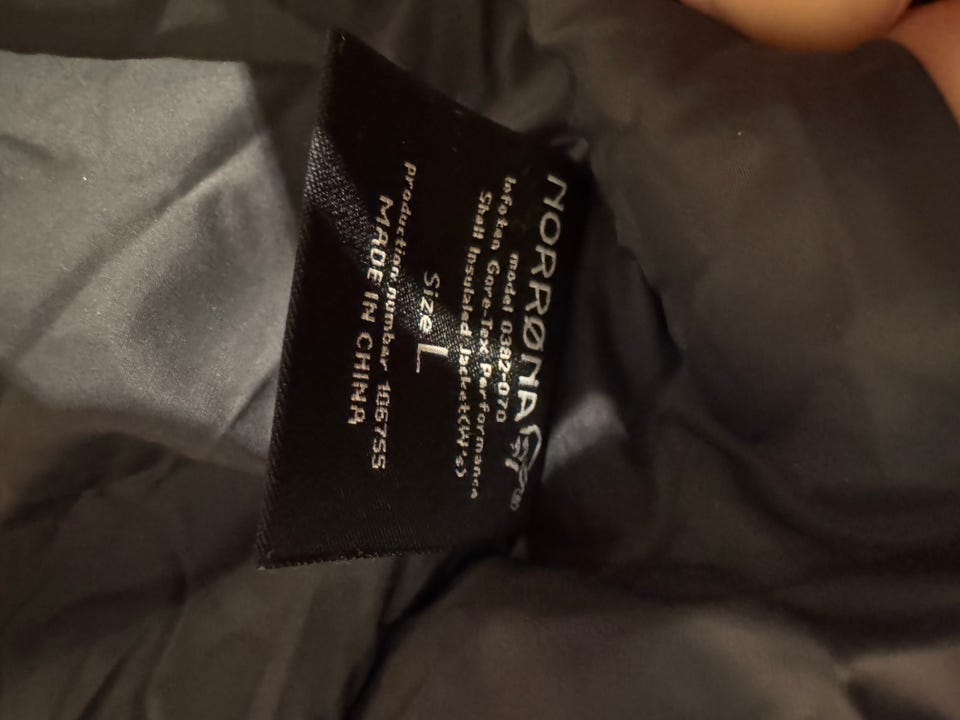 NORRØNA
model 0382-070
lofoten Gore-Tex Performance
Shell Insulated Jacket(W's)
Size L
production number 106755
MADE IN CHINA